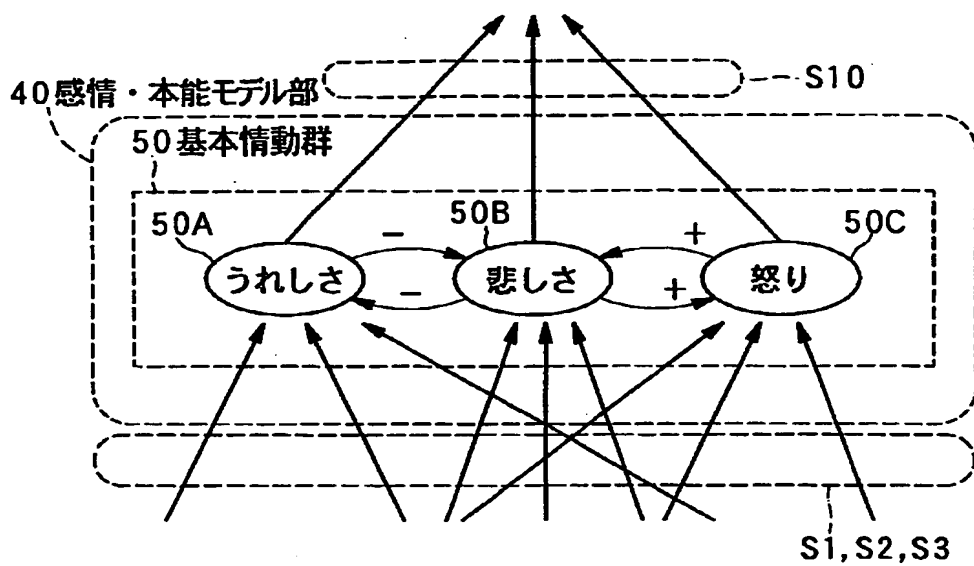 40感情・本能モデル部
S10
50基本情動群
50A
50B
50C
－
＋
うれしさ
悲しさ
怒り
－
＋
S1,S2,S3